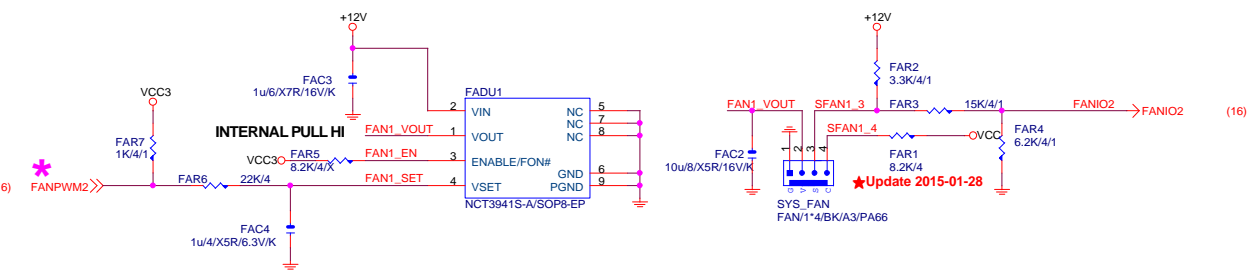 +12V
+12V
FAC3
1u/6/X7R/16V/K
FAR2
3.3K/4/1
VCC3
FADU1
INTERNAL PULL HI
FAR7
1K/4/1
FAN1_VOUT
FAN1_EN
FAN1_SET
VCC3
FAR5
8.2K/4/X
2 VIN
1 VOUT
3 ENABLE/FON#
4 VSET
NC 5
NC 7
NC 8
GND 6
PGND 9
NCT3941S-A/SOP8-EP
*
6) FANPWM2
FAR6 22K/4
FAC4
1u/4/X5R/6.3V/K
FAN1_VOUT
SFAN1_3
FAR3 15K/4/1
FANIO2
FANIO2 (16)
SFAN1_4
VCC
FAR1
8.2K/4
FAR4
6.2K/4/1
FAC2
10u/8/X5R/16V/K
1 2 3 4
G V S C
★Update 2015-01-28
SYS_FAN
FAN/1*4/BK/A3/PA66